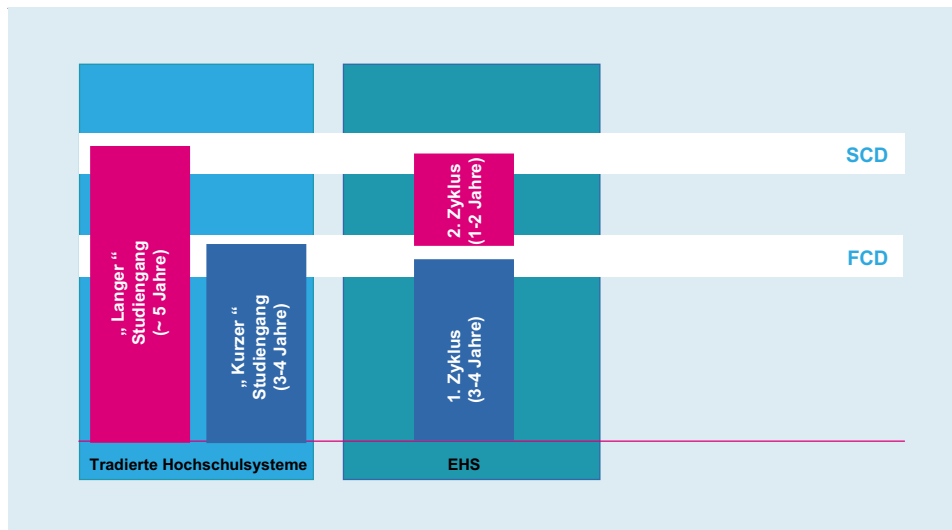 SCD
FCD
„ Langer “
Studiengang
(~ 5 Jahre)
„ Kurzer “
Studiengang
(3-4 Jahre)
2. Zyklus
(1-2 Jahre)
1. Zyklus
(3-4 Jahre)
Tradierte Hochschulsysteme
EHS